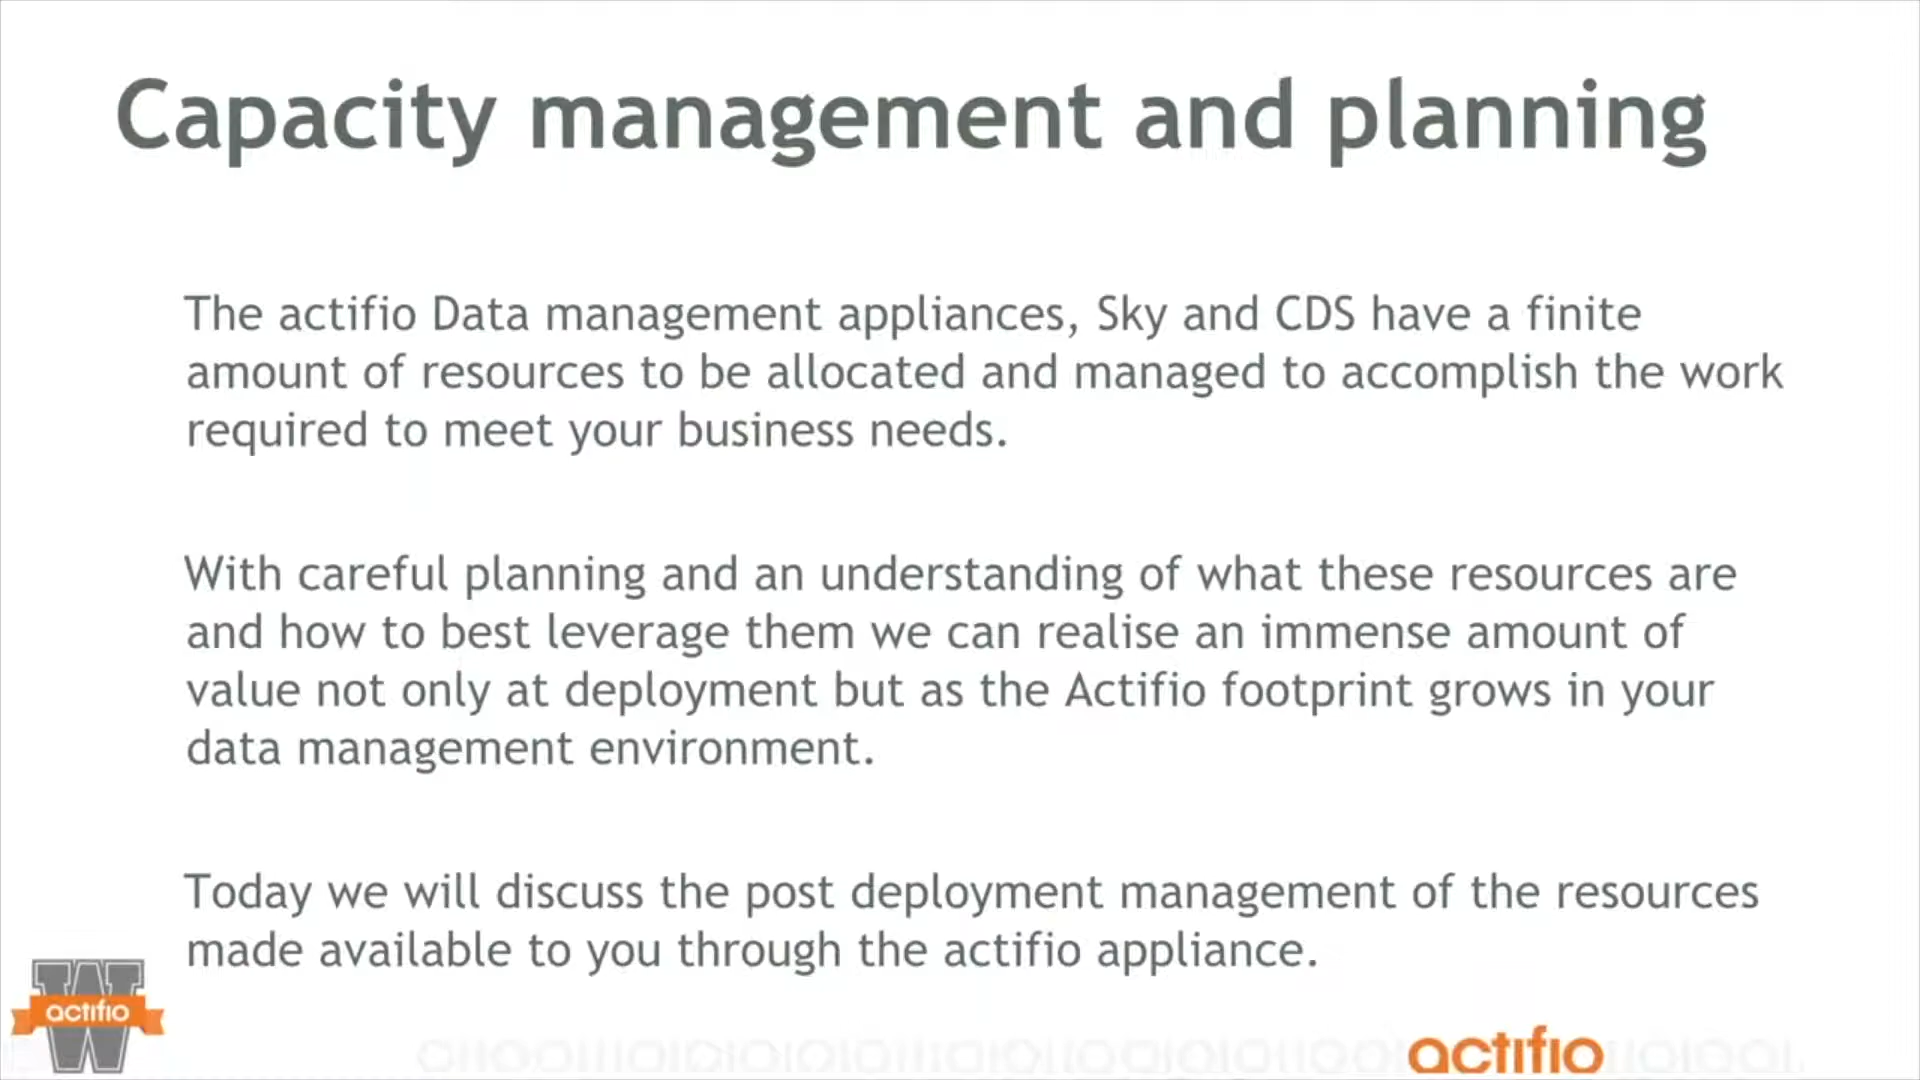 Capacity management and planning
The actifio Data management appliances, Sky and CDS have a finite
amount of resources to be allocated and managed to accomplish the work
required to meet your business needs.
With careful planning and an understanding of what these resources are
and how to best leverage them we can realise an immense amount of
value not only at deployment but as the Actifio footprint grows in your
data management environment.
Today we will discuss the post deployment management of the resources
made available to you through the actifio appliance.
W
actifio
actifio